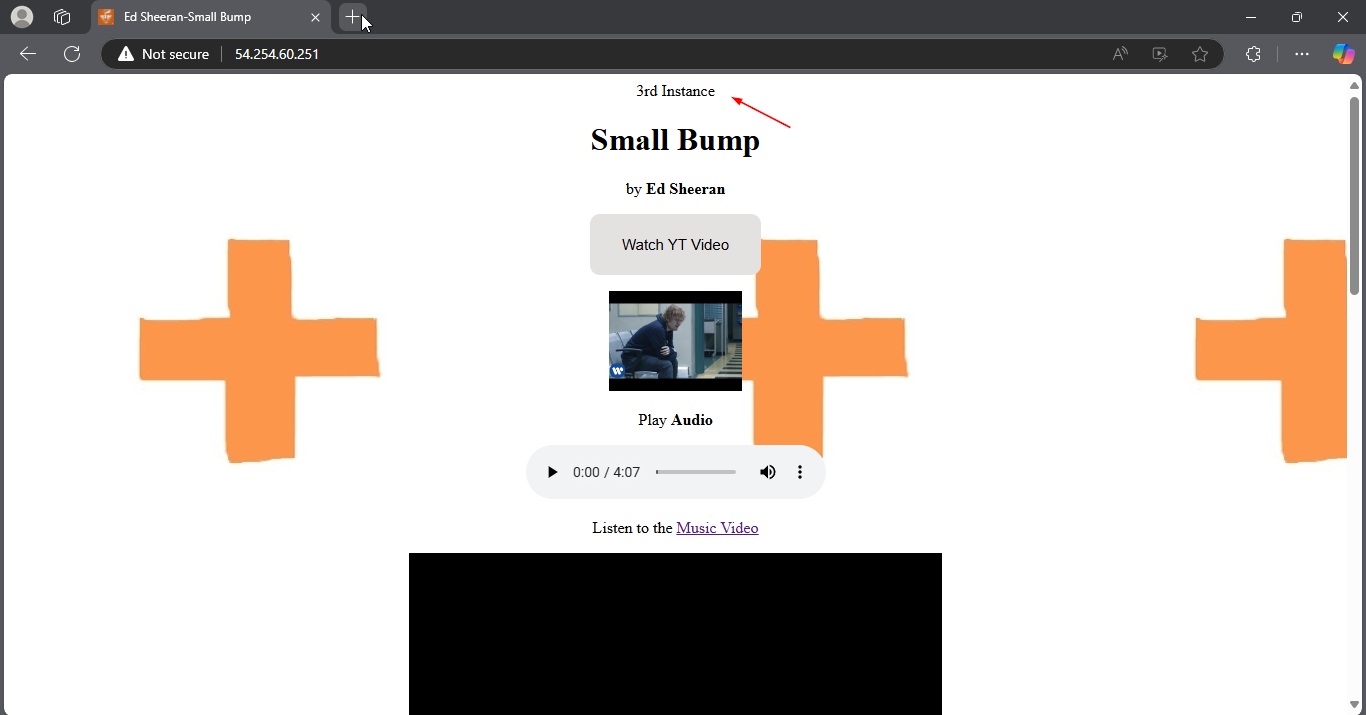 Ed Sheeran-Small Bump
Not secure
54.254.60.251
3rd Instance
Small Bump
by Ed Sheeran
Watch YT Video
Play Audio
0:00 / 4:07
Listen to the Music Video